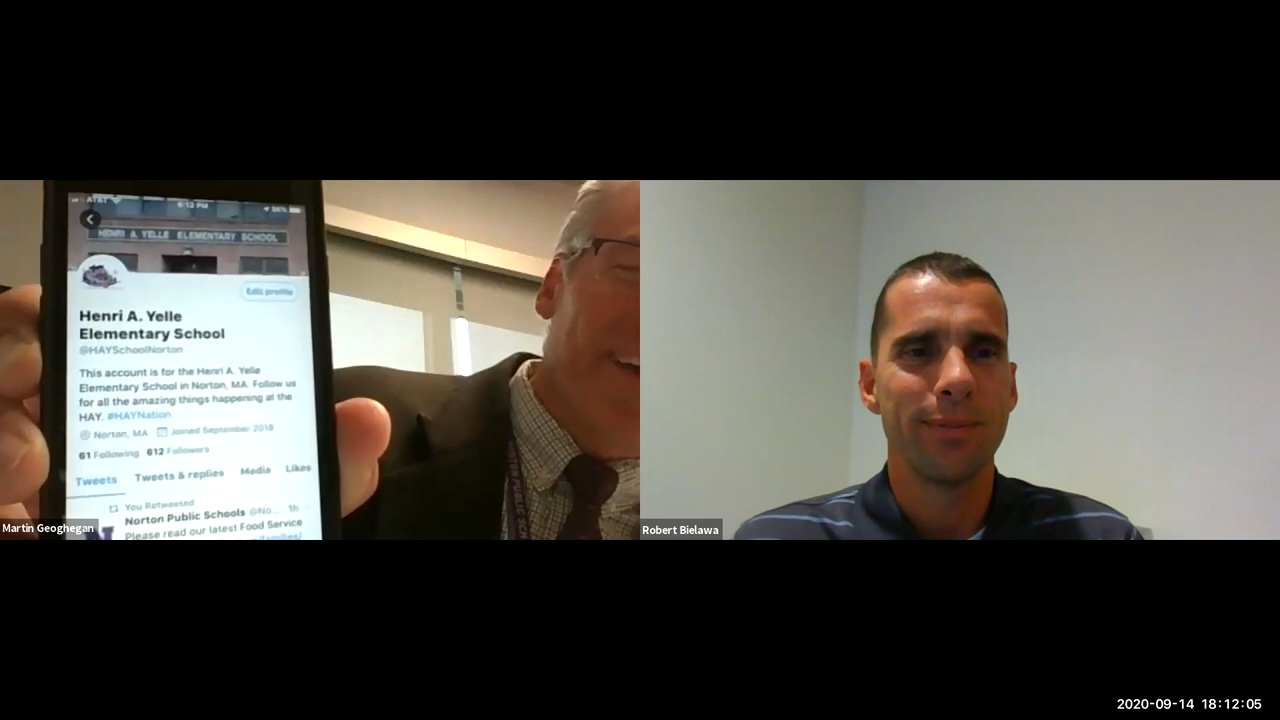 AT&T 6:12 PM 56%
HENRI A. YELLE ELEMENTARY SCHOOL
Edit profile
Henri A. Yelle
Elementary School
@HAYSchoolNorton
This account is for the Henri A. Yelle
Elementary School in Norton, MA. Follow us
for all the amazing things happening at the
HAY. #HAYNation
Norton, MA Joined September 2018
61 Following 612 Followers
Tweets Tweets & replies Media Likes
You Retweeted
Norton Public Schools @No... 1h
Please read our latest Food Service
families/
Martin Geoghegan
Robert Bielawa
2020-09-14 18:12:05